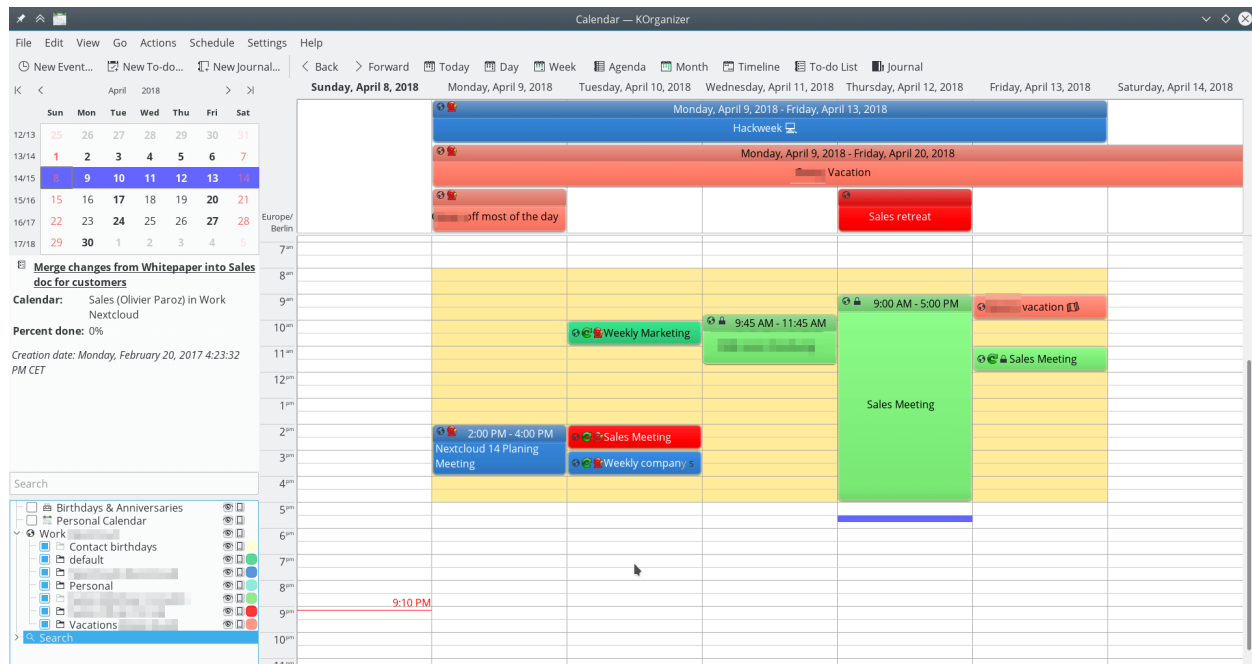 Calendar — KOrganizer
File Edit View Go Actions Schedule Settings Help
New Event... New To-do... New Journal... Back Forward Today Day Week Agenda Month Timeline To-do List Journal
April 2018
Sun Mon Tue Wed Thu Fri Sat
12/13 25 26 27 28 29 30 31
13/14 1 2 3 4 5 6 7
14/15 8 9 10 11 12 13 14
15/16 15 16 17 18 19 20 21
16/17 22 23 24 25 26 27 28
17/18 29 30 1 2 3 4 5
Merge changes from Whitepaper into Sales
doc for customers
Calendar: Sales (Olivier Paroz) in Work
Nextcloud
Percent done: 0%
Creation date: Monday, February 20, 2017 4:23:32
PM CET
Search
Birthdays & Anniversaries
Personal Calendar
Work
Contact birthdays
default
Personal
Vacations
Search
Sunday, April 8, 2018 Monday, April 9, 2018 Tuesday, April 10, 2018 Wednesday, April 11, 2018 Thursday, April 12, 2018 Friday, April 13, 2018 Saturday, April 14, 2018
Monday, April 9, 2018 - Friday, April 13, 2018
Hackweek
Monday, April 9, 2018 - Friday, April 20, 2018
Vacation
Europe/
Berlin
off most of the day
Sales retreat
7am
8am
9am
9:00 AM - 5:00 PM
vacation
10am
9:45 AM - 11:45 AM
Weekly Marketing
11am
Sales Meeting
12pm
1pm
Sales Meeting
2pm
2:00 PM - 4:00 PM
Nextcloud 14 Planing
Meeting
Sales Meeting
3pm
Weekly company s
4pm
5pm
6pm
7pm
8pm
9:10 PM
9pm
10pm